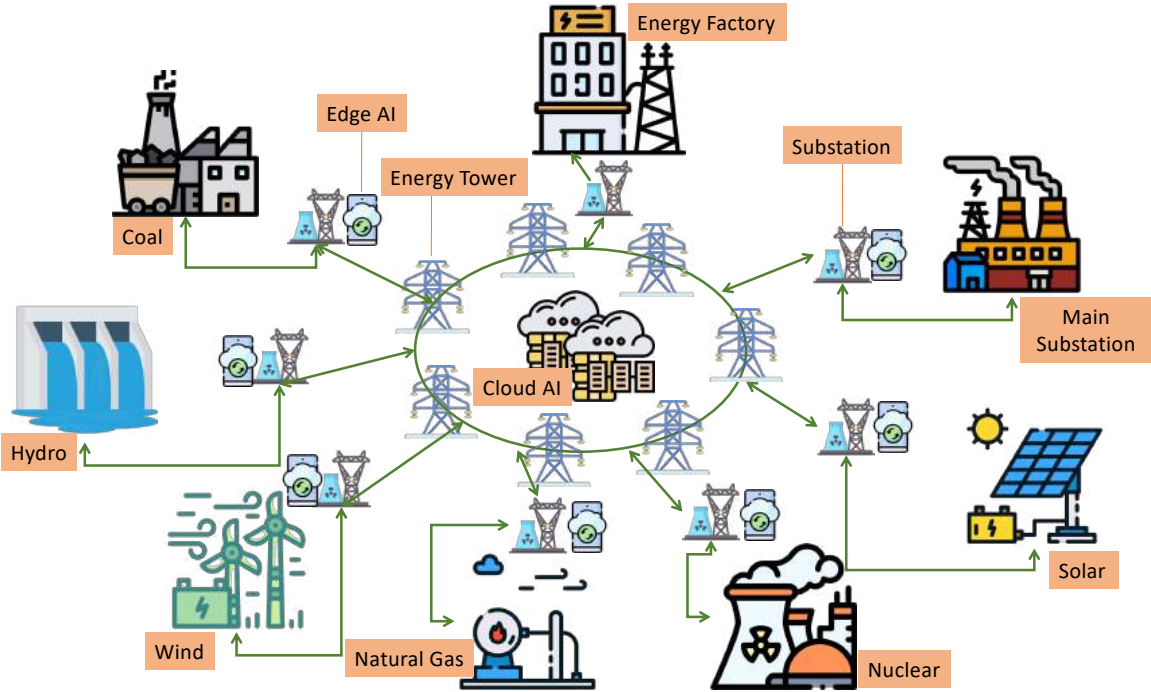 Energy Factory
Edge AI
Substation
Energy Tower
Coal
Main
Substation
Cloud AI
Hydro
Solar
Wind
Natural Gas
Nuclear